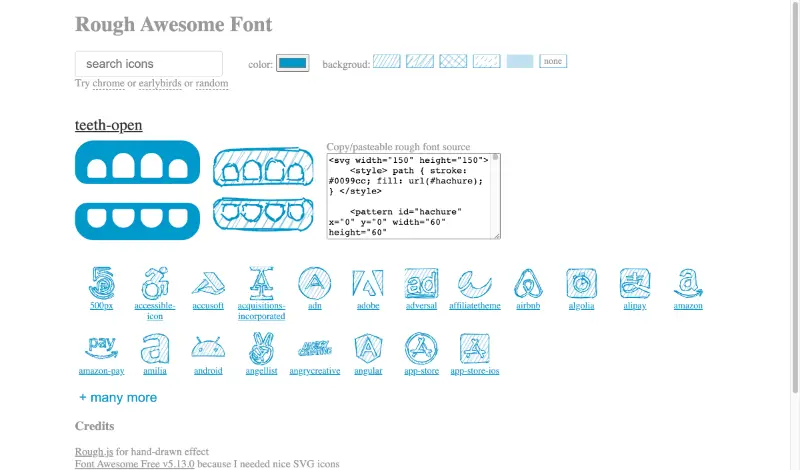 Rough Awesome Font
search icons
color:
backgroud:
none
Try chrome or earlybirds or random
teeth-open
Copy/pasteable rough font source
<svg width="150" height="150">
<style> path { stroke:
#0099cc; fill: url(#hachure);
} </style>
<pattern id="hachure"
x="0" y="0" width="60"
height="60"
500px
accessible-
icon
accusoft
acquisitions-
incorporated
adn
adobe
adversal
affiliatetheme
airbnb
algolia
alipay
amazon
amazon-pay
amilia
android
angellist
angrycreative
angular
app-store
app-store-ios
+ many more
Credits
Rough.js for hand-drawn effect
Font Awesome Free v5.13.0 because I needed nice SVG icons